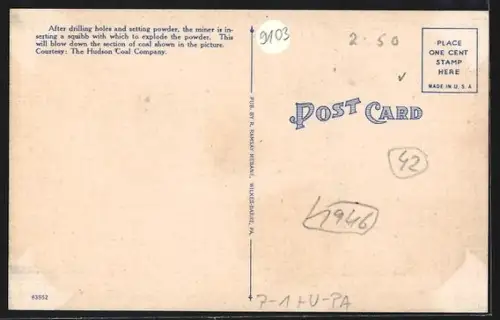 After drilling holes and setting powder, the miner is in-
serting a squibb with which to explode the powder. This
will blow down the section of coal shown in the picture.
Courtesy: The Hudson Coal Company.
9103
2-50
PLACE
ONE CENT
STAMP
HERE
MADE IN U.S.A
POST CARD
PUB. BY H. RAMSAY WESANT, WILKES-BARRE, PA.
42
1946
63552
7-1+U-PA